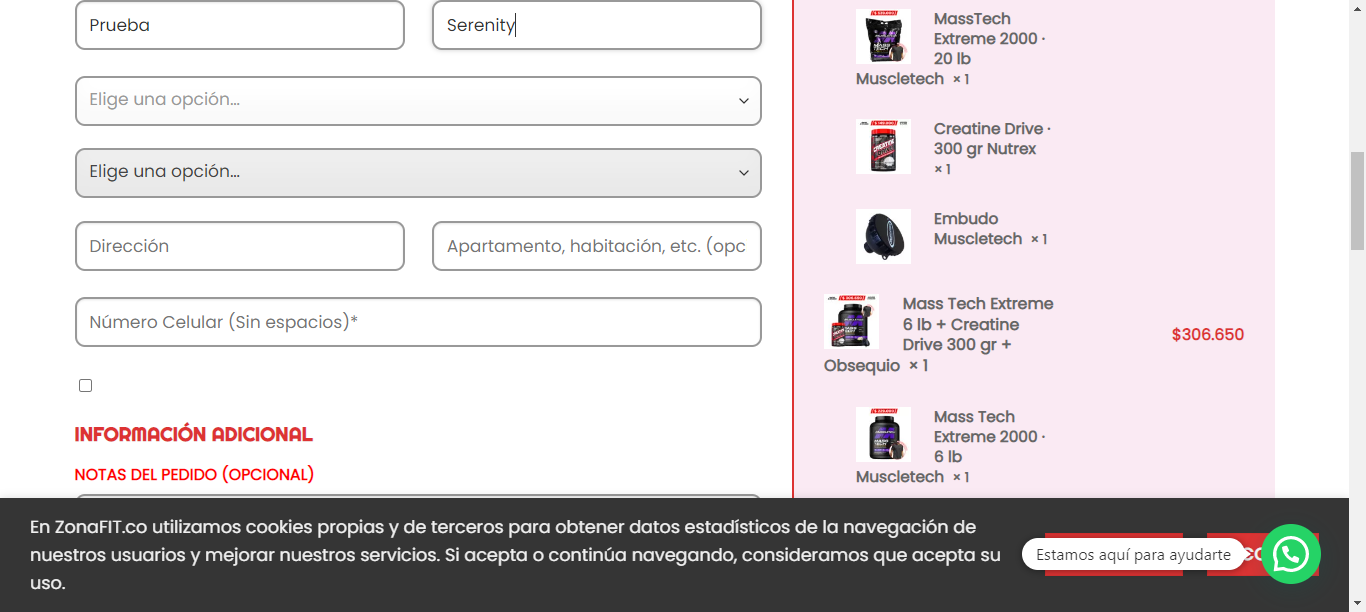 Prueba
Serenity
Elige una opción...
Elige una opción...
Dirección
Apartamento, habitación, etc. (opc
Número Celular (Sin espacios)*
INFORMACIÓN ADICIONAL
NOTAS DEL PEDIDO (OPCIONAL)
MassTech
Extreme 2000 ·
20 lb
Muscletech × 1
Creatine Drive ·
300 gr Nutrex
× 1
Embudo
Muscletech × 1
Mass Tech Extreme
6 lb + Creatine
Drive 300 gr +
Obsequio × 1
$306.650
Mass Tech
Extreme 2000 ·
6 lb
Muscletech × 1
En ZonaFIT.co utilizamos cookies propias y de terceros para obtener datos estadísticos de la navegación de
nuestros usuarios y mejorar nuestros servicios. Si acepta o continúa navegando, consideramos que acepta su
uso.
Estamos aquí para ayudarte